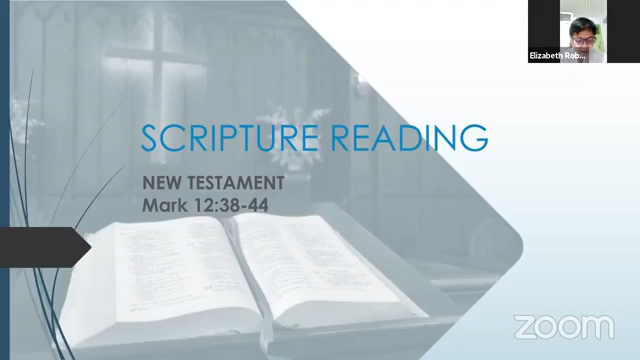 Elizabeth Rob...
SCRIPTURE READING
NEW TESTAMENT
Mark 12:38-44
zoom